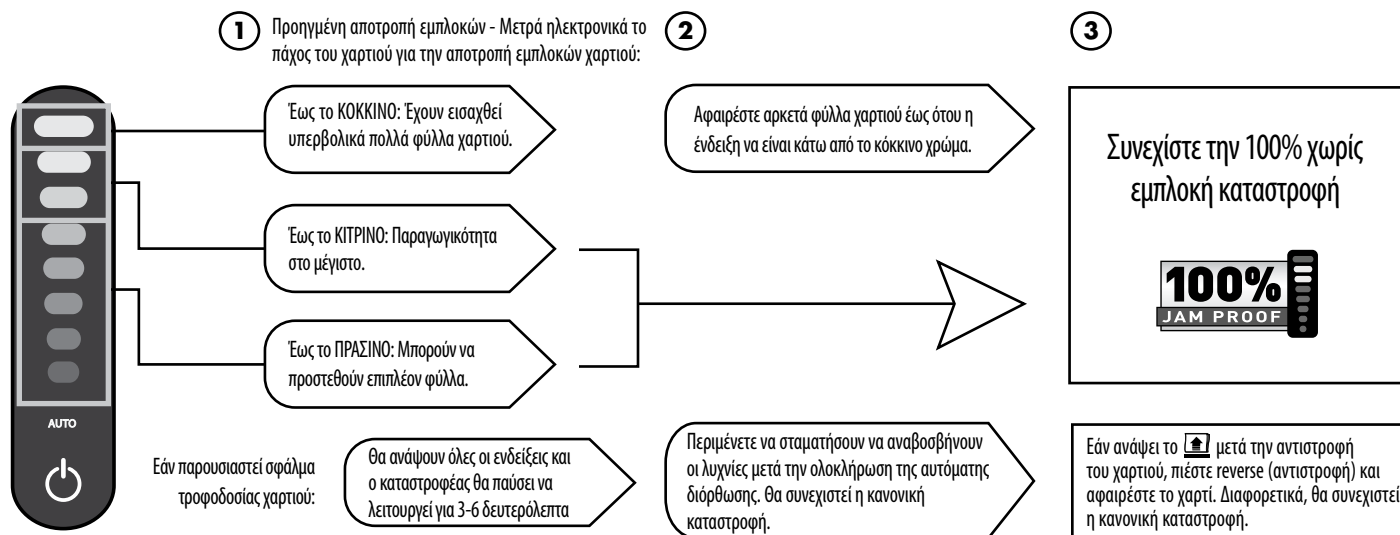 1
Προηγμένη αποτροπή εμπλοκών - Μετρά ηλεκτρονικά το
πάχος του χαρτιού για την αποτροπή εμπλοκών χαρτιού:
2
3
Έως το ΚΟΚΚΙΝΟ: Έχουν εισαχθεί
υπερβολικά πολλά φύλλα χαρτιού.
Αφαιρέστε αρκετά φύλλα χαρτιού έως ότου η
ένδειξη να είναι κάτω από το κόκκινο χρώμα.
Συνεχίστε την 100% χωρίς
εμπλοκή καταστροφή
Έως το ΚΙΤΡΙΝΟ: Παραγωγικότητα
στο μέγιστο.
100%
JAM PROOF
Έως το ΠΡΑΣΙΝΟ: Μπορούν να
προστεθούν επιπλέον φύλλα.
AUTO
Εάν παρουσιαστεί σφάλμα
τροφοδοσίας χαρτιού:
Θα ανάψουν όλες οι ενδείξεις και
ο καταστροφέας θα παύσει να
λειτουργεί για 3-6 δευτερόλεπτα
Περιμένετε να σταματήσουν να αναβοσβήνουν
οι λυχνίες μετά την ολοκλήρωση της αυτόματης
διόρθωσης. Θα συνεχιστεί η κανονική
καταστροφή.
Εάν ανάψει το μετά την αντιστροφή
του χαρτιού, πιέστε reverse (αντιστροφή) και
αφαιρέστε το χαρτί. Διαφορετικά, θα συνεχιστεί
η κανονική καταστροφή.